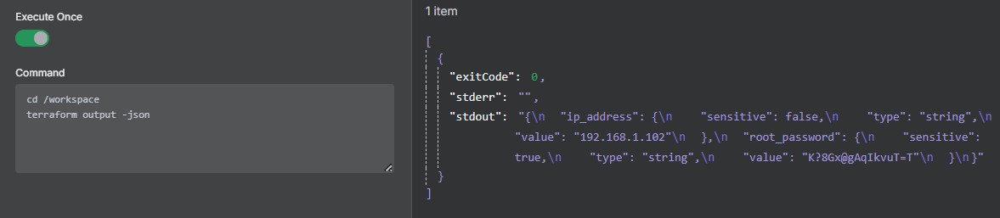 Execute Once
Command
cd /workspace
terraform output -json
1 item
[
{
"exitCode": 0,
"stderr": "",
"stdout": "{\n  "ip_address": {\n    "sensitive": false,\n    "type": "string",\n
"value": "192.168.1.102"\n  },\n  "root_password": {\n    "sensitive":
true,\n    "type": "string",\n    "value": "K?8Gx@gAqIkvuT=T"\n  }\n}"
}
]